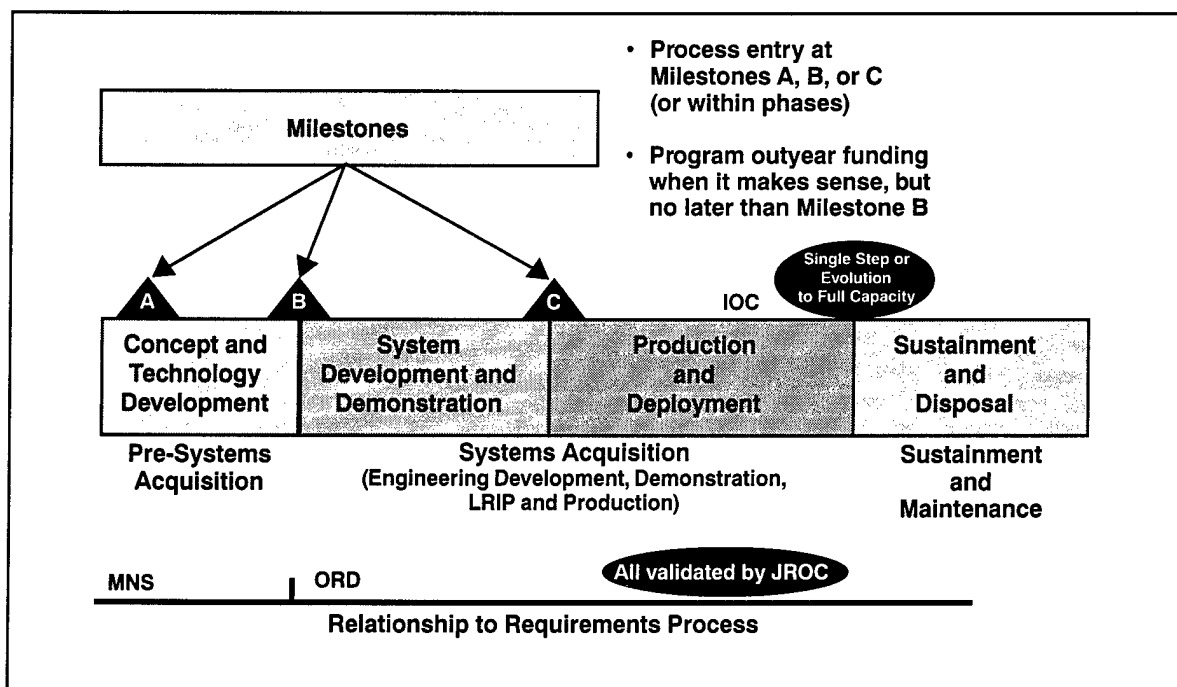 • Process entry at
Milestones A, B, or C
(or within phases)
• Program outyear funding
when it makes sense, but
no later than Milestone B
Milestones
A
B
C
IOC
Single Step or
Evolution
to Full Capacity
Concept and
Technology
Development
System
Development and
Demonstration
Production
and
Deployment
Sustainment
and
Disposal
Pre-Systems
Acquisition
Systems Acquisition
(Engineering Development, Demonstration,
LRIP and Production)
Sustainment
and
Maintenance
MNS
ORD
All validated by JROC
Relationship to Requirements Process